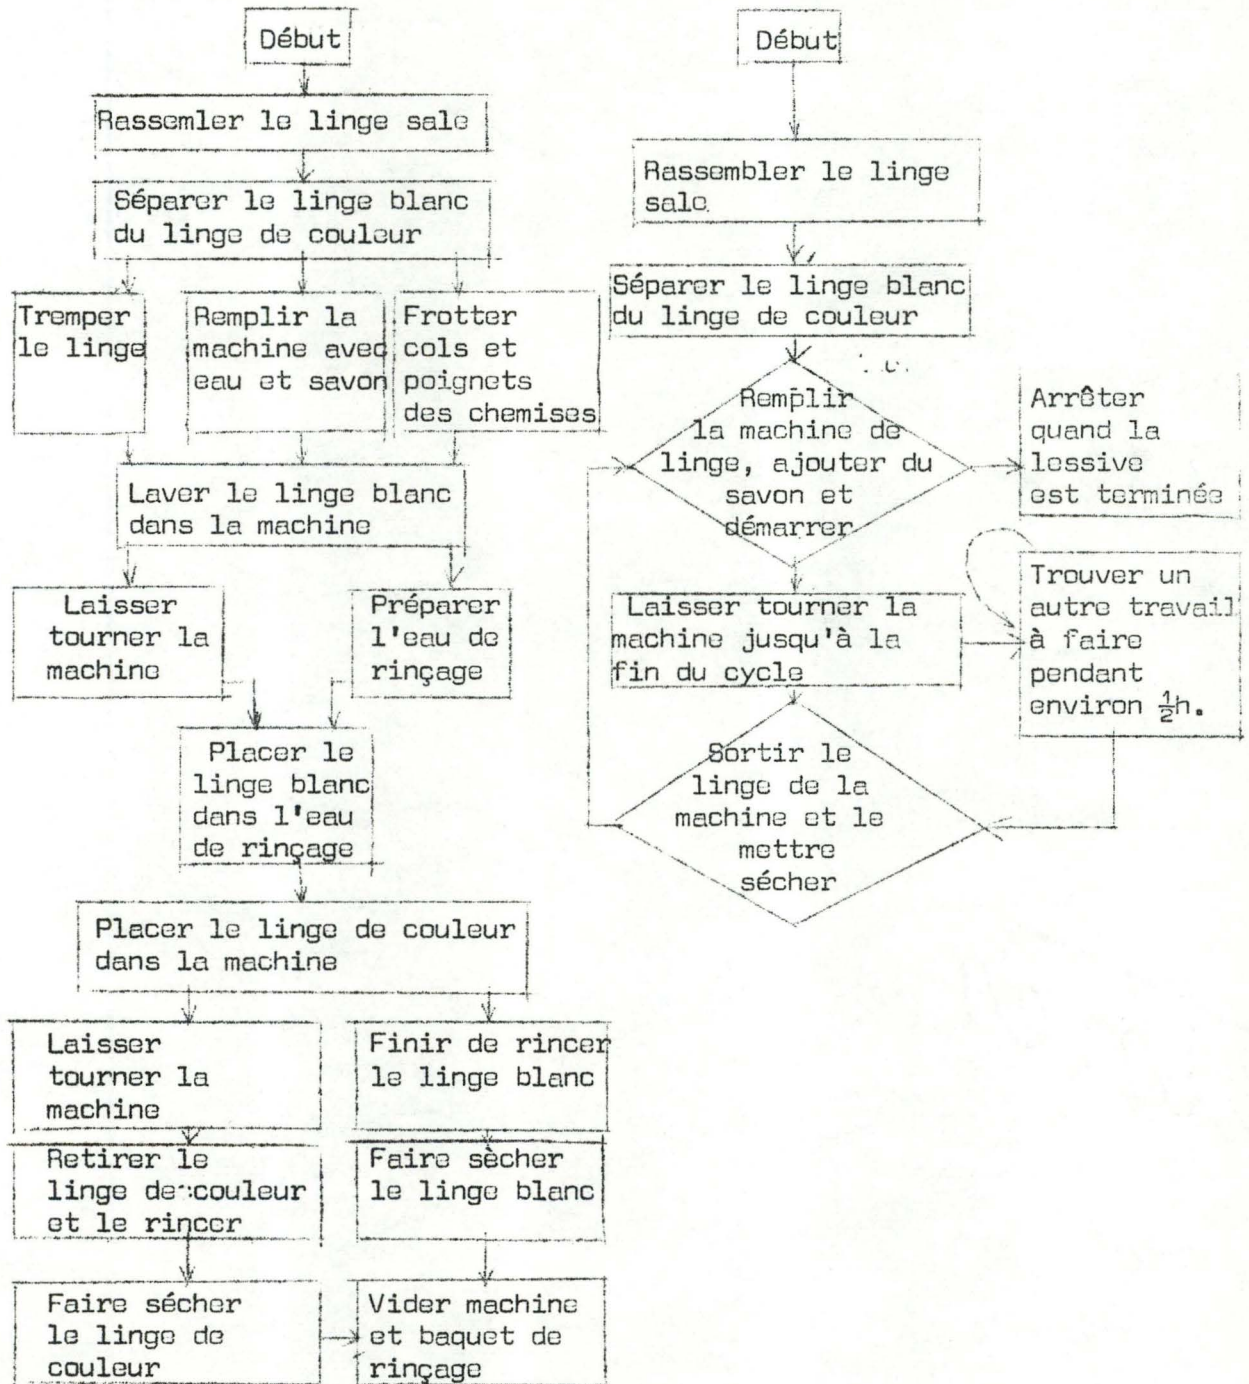 Début
Rassemler le linge sale
Séparer le linge blanc
du linge de couleur
Tremper
le linge
Remplir la
machine avec
eau et savon
Frotter
cols et
poignets
des chemises
Laver le linge blanc
dans la machine
Laisser
tourner la
machine
Préparer
l'eau de
rinçage
Placer le
linge blanc
dans l'eau
de rinçage
Placer le linge de couleur
dans la machine
Laisser
tourner la
machine
Finir de rincer
le linge blanc
Retirer le
linge de couleur
et le rincer
Faire sècher
le linge blanc
Faire sécher
le linge de
couleur
Vider machine
et baquet de
rinçage
Début
Rassembler le linge
sale.
Séparer le linge blanc
du linge de couleur
Remplir
la machine de
linge, ajouter du
savon et
démarrer
Arrêter
quand la
lessive
est terminée
Laisser tourner la
machine jusqu'à la
fin du cycle
Trouver un
autre travail
à faire
pendant
environ ½h.
Sortir le
linge de la
machine et le
mettre
sécher